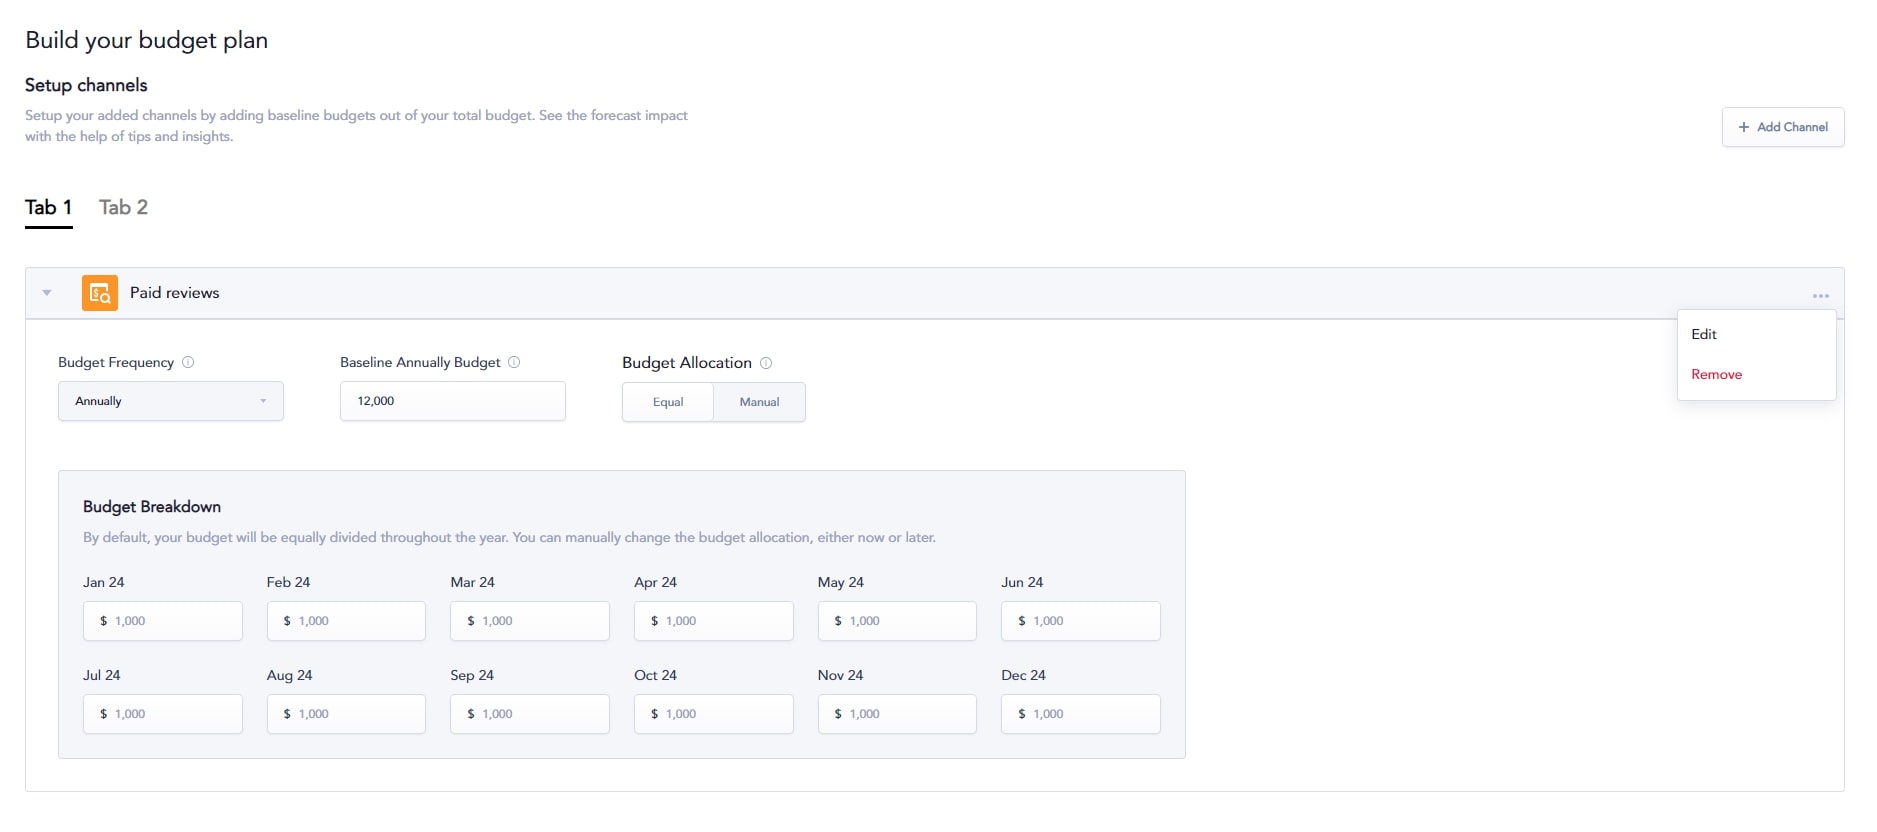 Build your budget plan
Setup channels
Setup your added channels by adding baseline budgets out of your total budget. See the forecast impact
with the help of tips and insights.
+ Add Channel
Tab 1 Tab 2
Paid reviews
Edit
Remove
Budget Frequency Baseline Annually Budget Budget Allocation
Annually 12,000 Equal Manual
Budget Breakdown
By default, your budget will be equally divided throughout the year. You can manually change the budget allocation, either now or later.
Jan 24 Feb 24 Mar 24 Apr 24 May 24 Jun 24
$ 1,000 $ 1,000 $ 1,000 $ 1,000 $ 1,000 $ 1,000
Jul 24 Aug 24 Sep 24 Oct 24 Nov 24 Dec 24
$ 1,000 $ 1,000 $ 1,000 $ 1,000 $ 1,000 $ 1,000